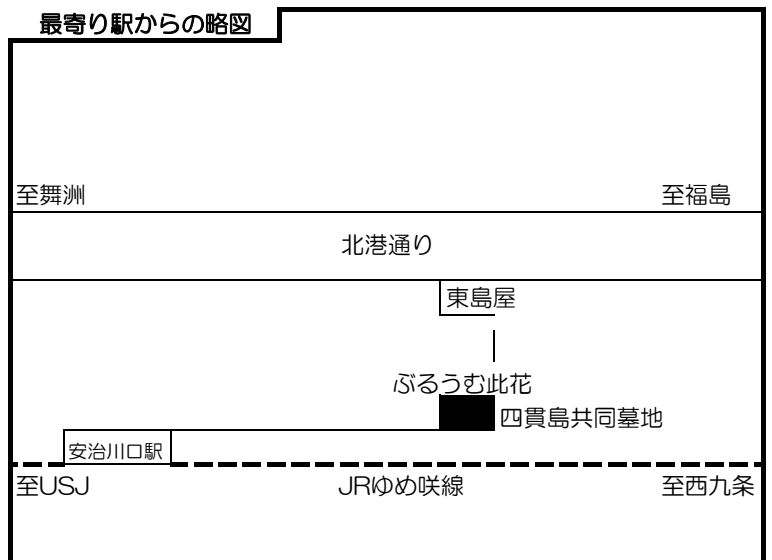 最寄り駅からの略図
至舞洲
至福島
北港通り
東島屋
ぶるうむ此花
四貫島共同墓地
安治川口駅
至USJ
JRゆめ咲線
至西九条